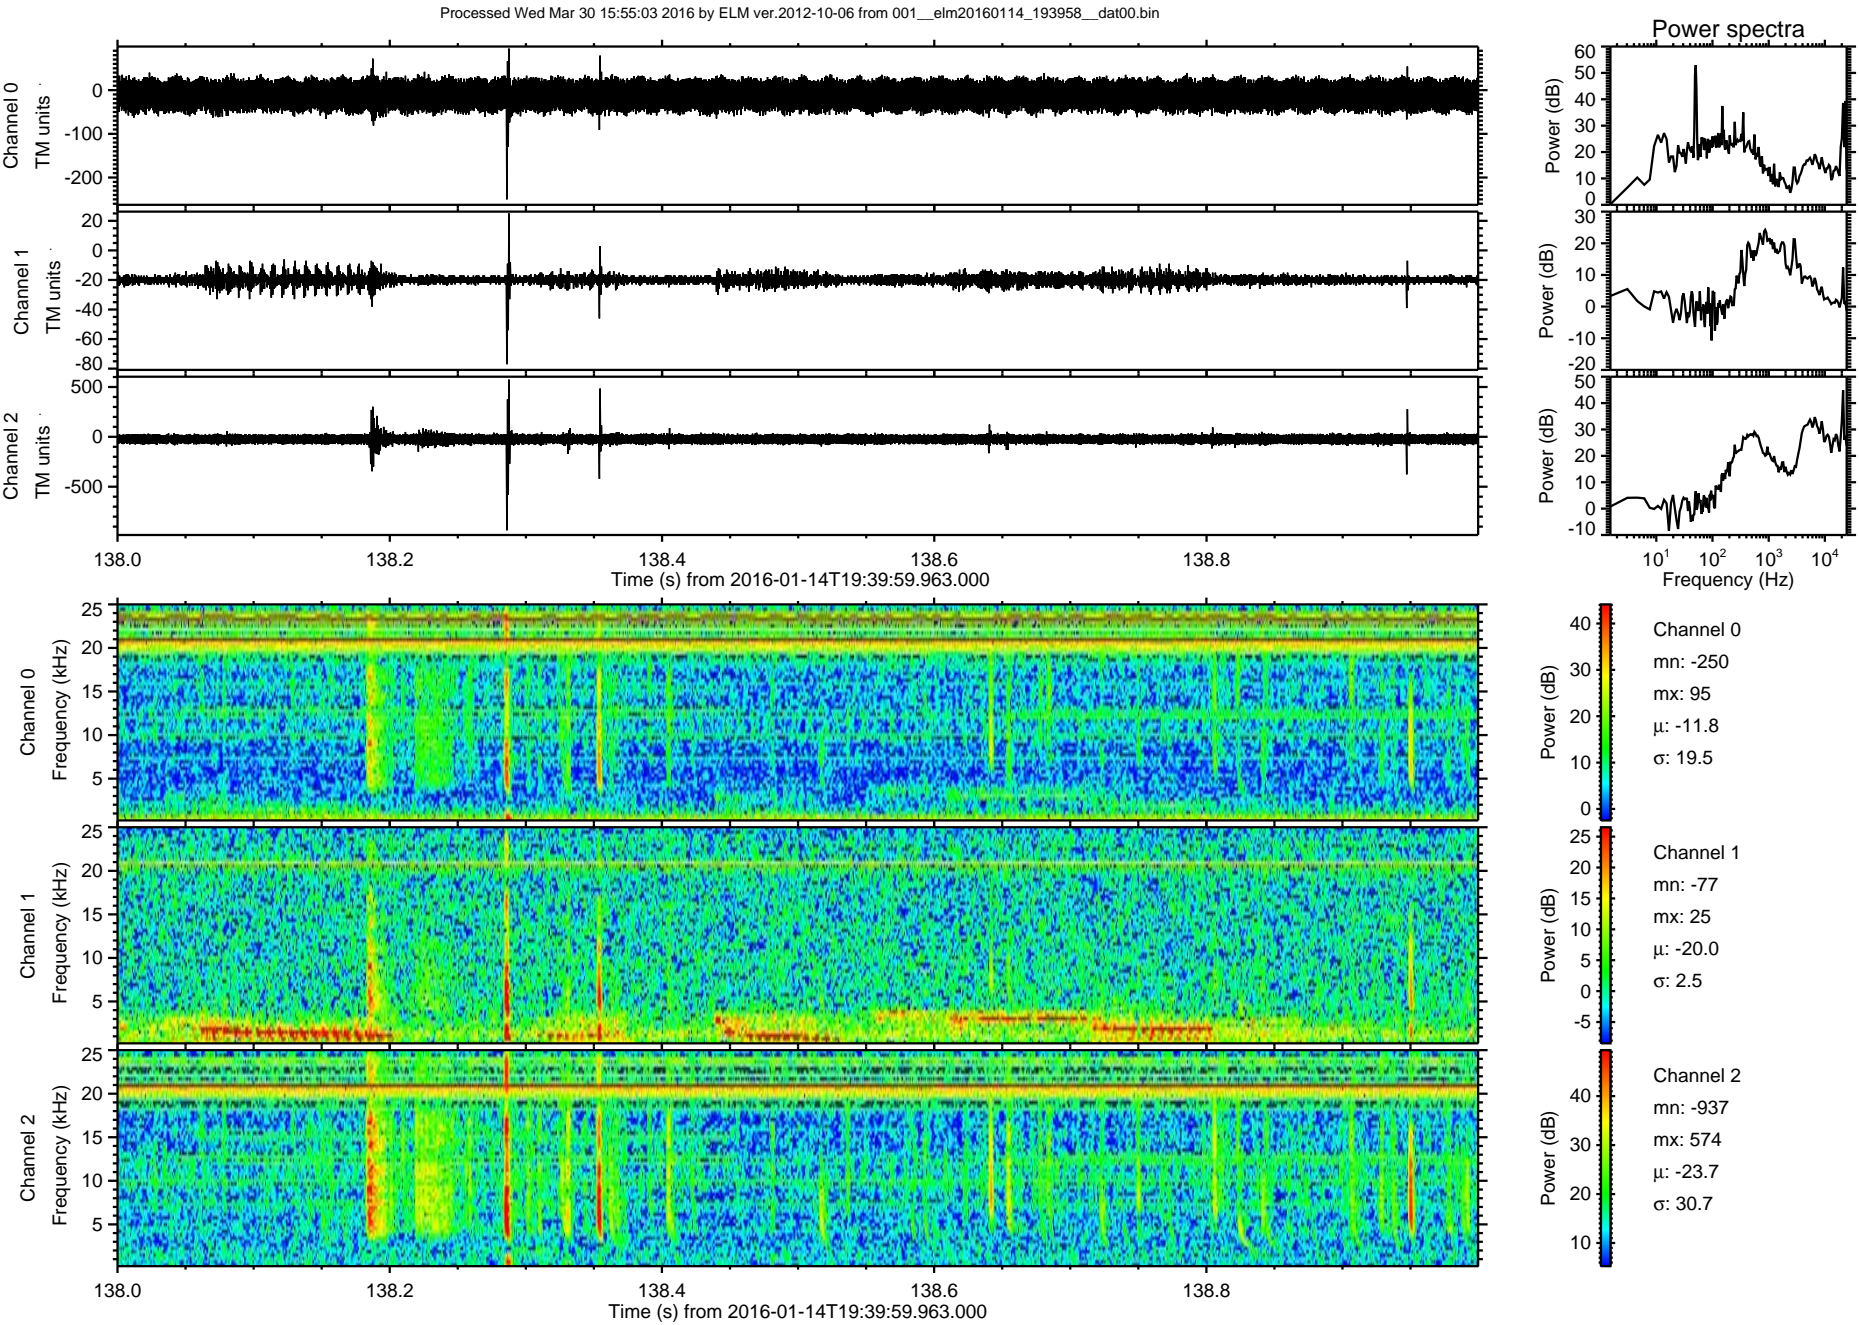 Processed Wed Mar 30 15:55:03 2016 by ELM ver.2012-10-06 from 001__elm20160114_193958__dat00.bin
Power spectra
Channel 0
TM units
0
-100
-200
Power (dB)
60
50
40
30
20
10
0
Channel 1
TM units
20
0
-20
-40
-60
-80
Power (dB)
30
20
10
0
-10
-20
Channel 2
TM units
500
0
-500
Power (dB)
50
40
30
20
10
0
-10
138.0 138.2 138.4 138.6 138.8
Time (s) from 2016-01-14T19:39:59.963.000
10^1 10^2 10^3 10^4
Frequency (Hz)
Channel 0
Frequency (kHz)
25
20
15
10
5
Power (dB)
40
30
20
10
0
Channel 0
mn: -250
mx: 95
μ: -11.8
σ: 19.5
Channel 1
Frequency (kHz)
25
20
15
10
5
Power (dB)
25
20
15
10
5
0
-5
Channel 1
mn: -77
mx: 25
μ: -20.0
σ: 2.5
Channel 2
Frequency (kHz)
25
20
15
10
5
Power (dB)
40
30
20
10
Channel 2
mn: -937
mx: 574
μ: -23.7
σ: 30.7
138.0 138.2 138.4 138.6 138.8
Time (s) from 2016-01-14T19:39:59.963.000